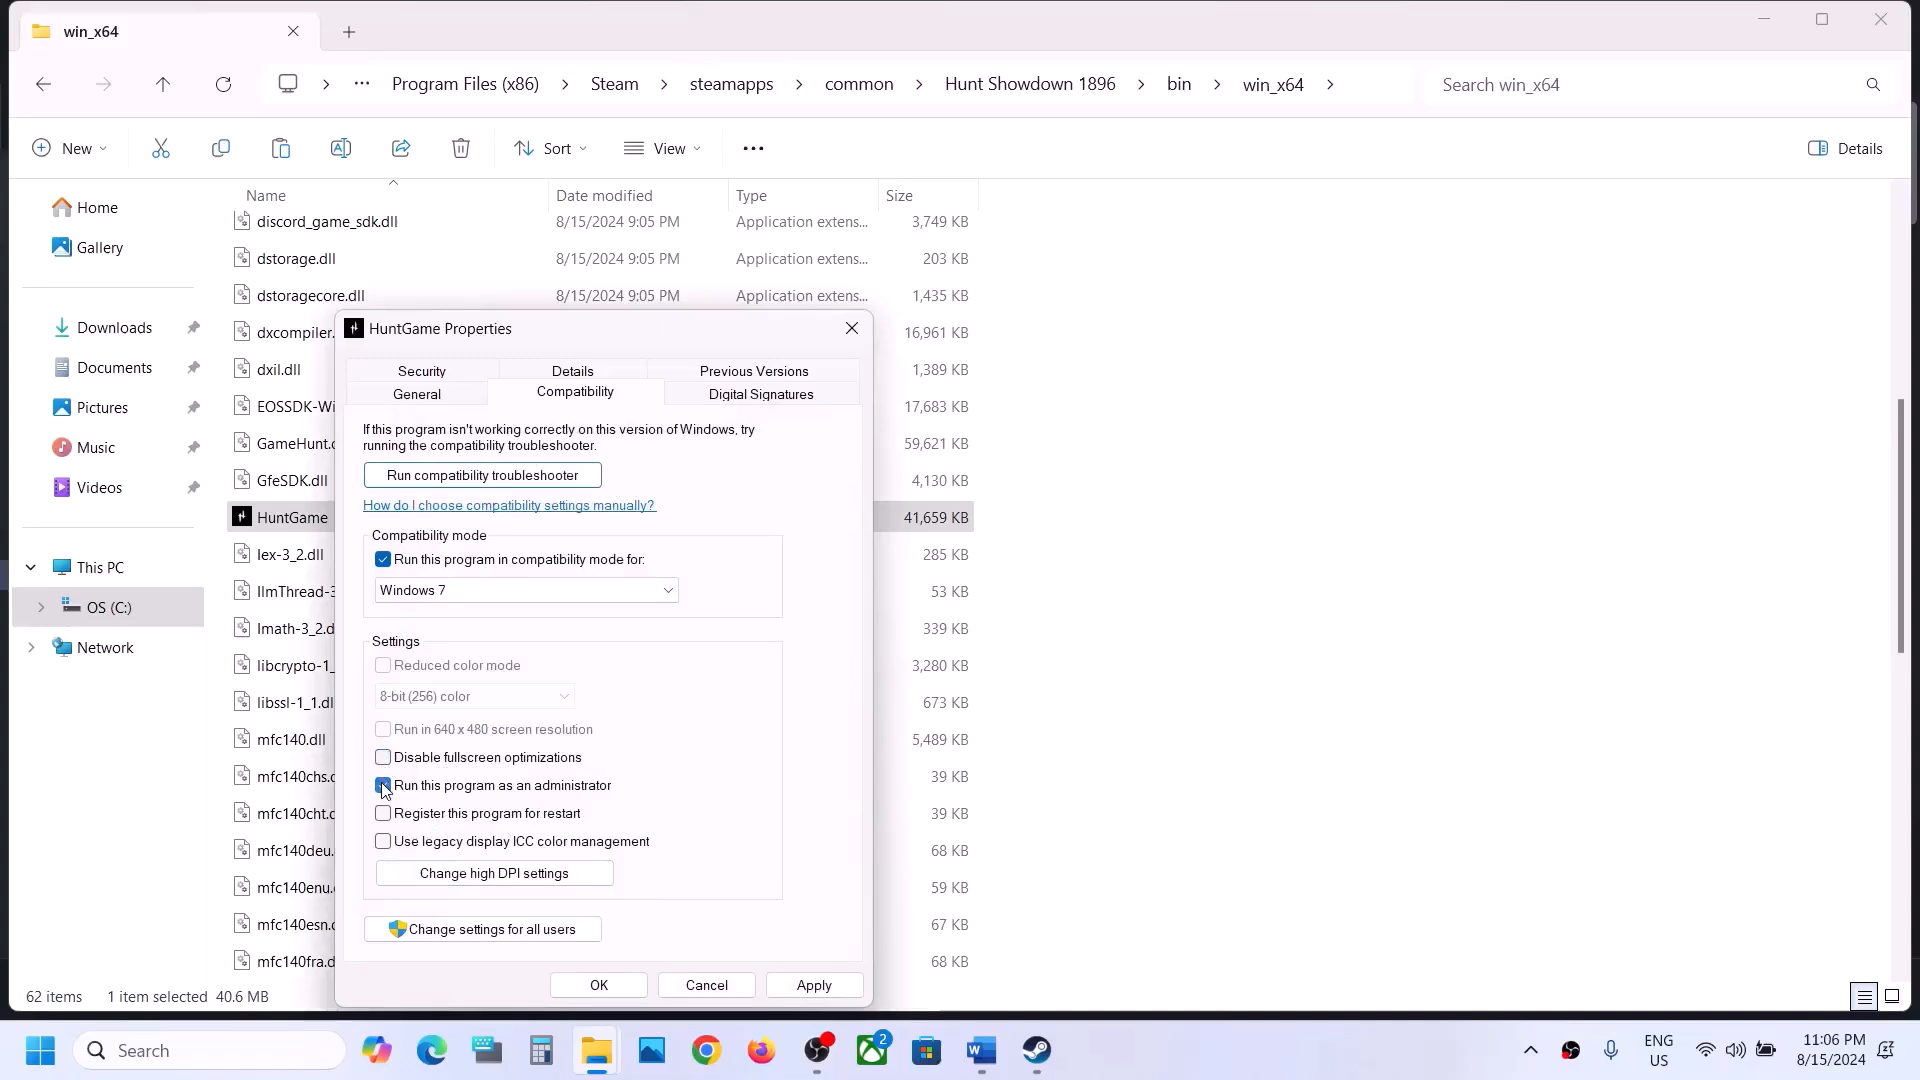 win_x64
Program Files (x86) > Steam > steamapps > common > Hunt Showdown 1896 > bin > win_x64 >
Search win_x64
New
Sort
View
Details
Home
Gallery
Downloads
Documents
Pictures
Music
Videos
This PC
OS (C:)
Network
Name Date modified Type Size
discord_game_sdk.dll 8/15/2024 9:05 PM Application extens... 3,749 KB
dstorage.dll 8/15/2024 9:05 PM Application extens... 203 KB
dstoragecore.dll 8/15/2024 9:05 PM Application extens... 1,435 KB
dxcompiler. 16,961 KB
dxil.dll 1,389 KB
EOSSDK-Wi 17,683 KB
GameHunt.d 59,621 KB
GfeSDK.dll 4,130 KB
HuntGame 41,659 KB
Iex-3_2.dll 285 KB
IlmThread-3 53 KB
Imath-3_2.d 339 KB
libcrypto-1_ 3,280 KB
libssl-1_1.dl 673 KB
mfc140.dll 5,489 KB
mfc140chs.d 39 KB
mfc140cht.d 39 KB
mfc140deu. 68 KB
mfc140enu. 59 KB
mfc140esn.d 67 KB
mfc140fra.d 68 KB
HuntGame Properties
Security Details Previous Versions
General Compatibility Digital Signatures
If this program isn't working correctly on this version of Windows, try
running the compatibility troubleshooter.
Run compatibility troubleshooter
How do I choose compatibility settings manually?
Compatibility mode
Run this program in compatibility mode for:
Windows 7
Settings
Reduced color mode
8-bit (256) color
Run in 640 x 480 screen resolution
Disable fullscreen optimizations
Run this program as an administrator
Register this program for restart
Use legacy display ICC color management
Change high DPI settings
Change settings for all users
OK Cancel Apply
62 items 1 item selected 40.6 MB
Search
2
ENG
US
11:06 PM
8/15/2024